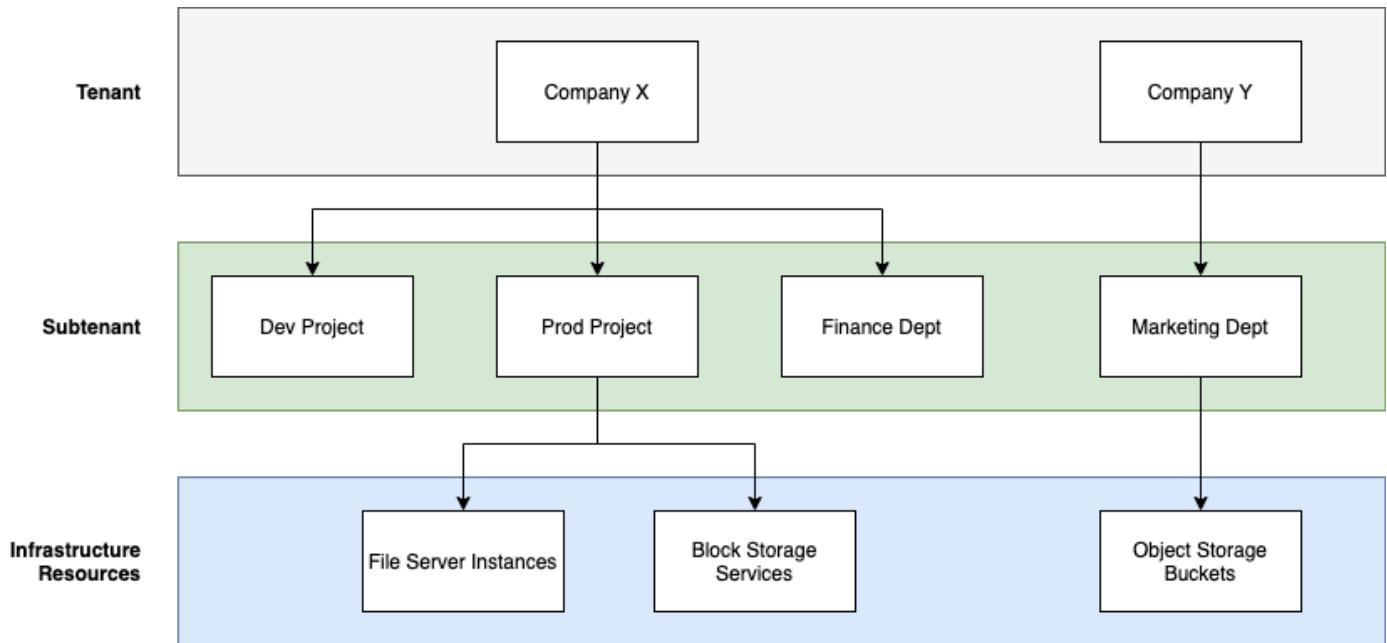 Tenant
Company X
Company Y
Subtenant
Dev Project
Prod Project
Finance Dept
Marketing Dept
Infrastructure
Resources
File Server Instances
Block Storage
Services
Object Storage
Buckets